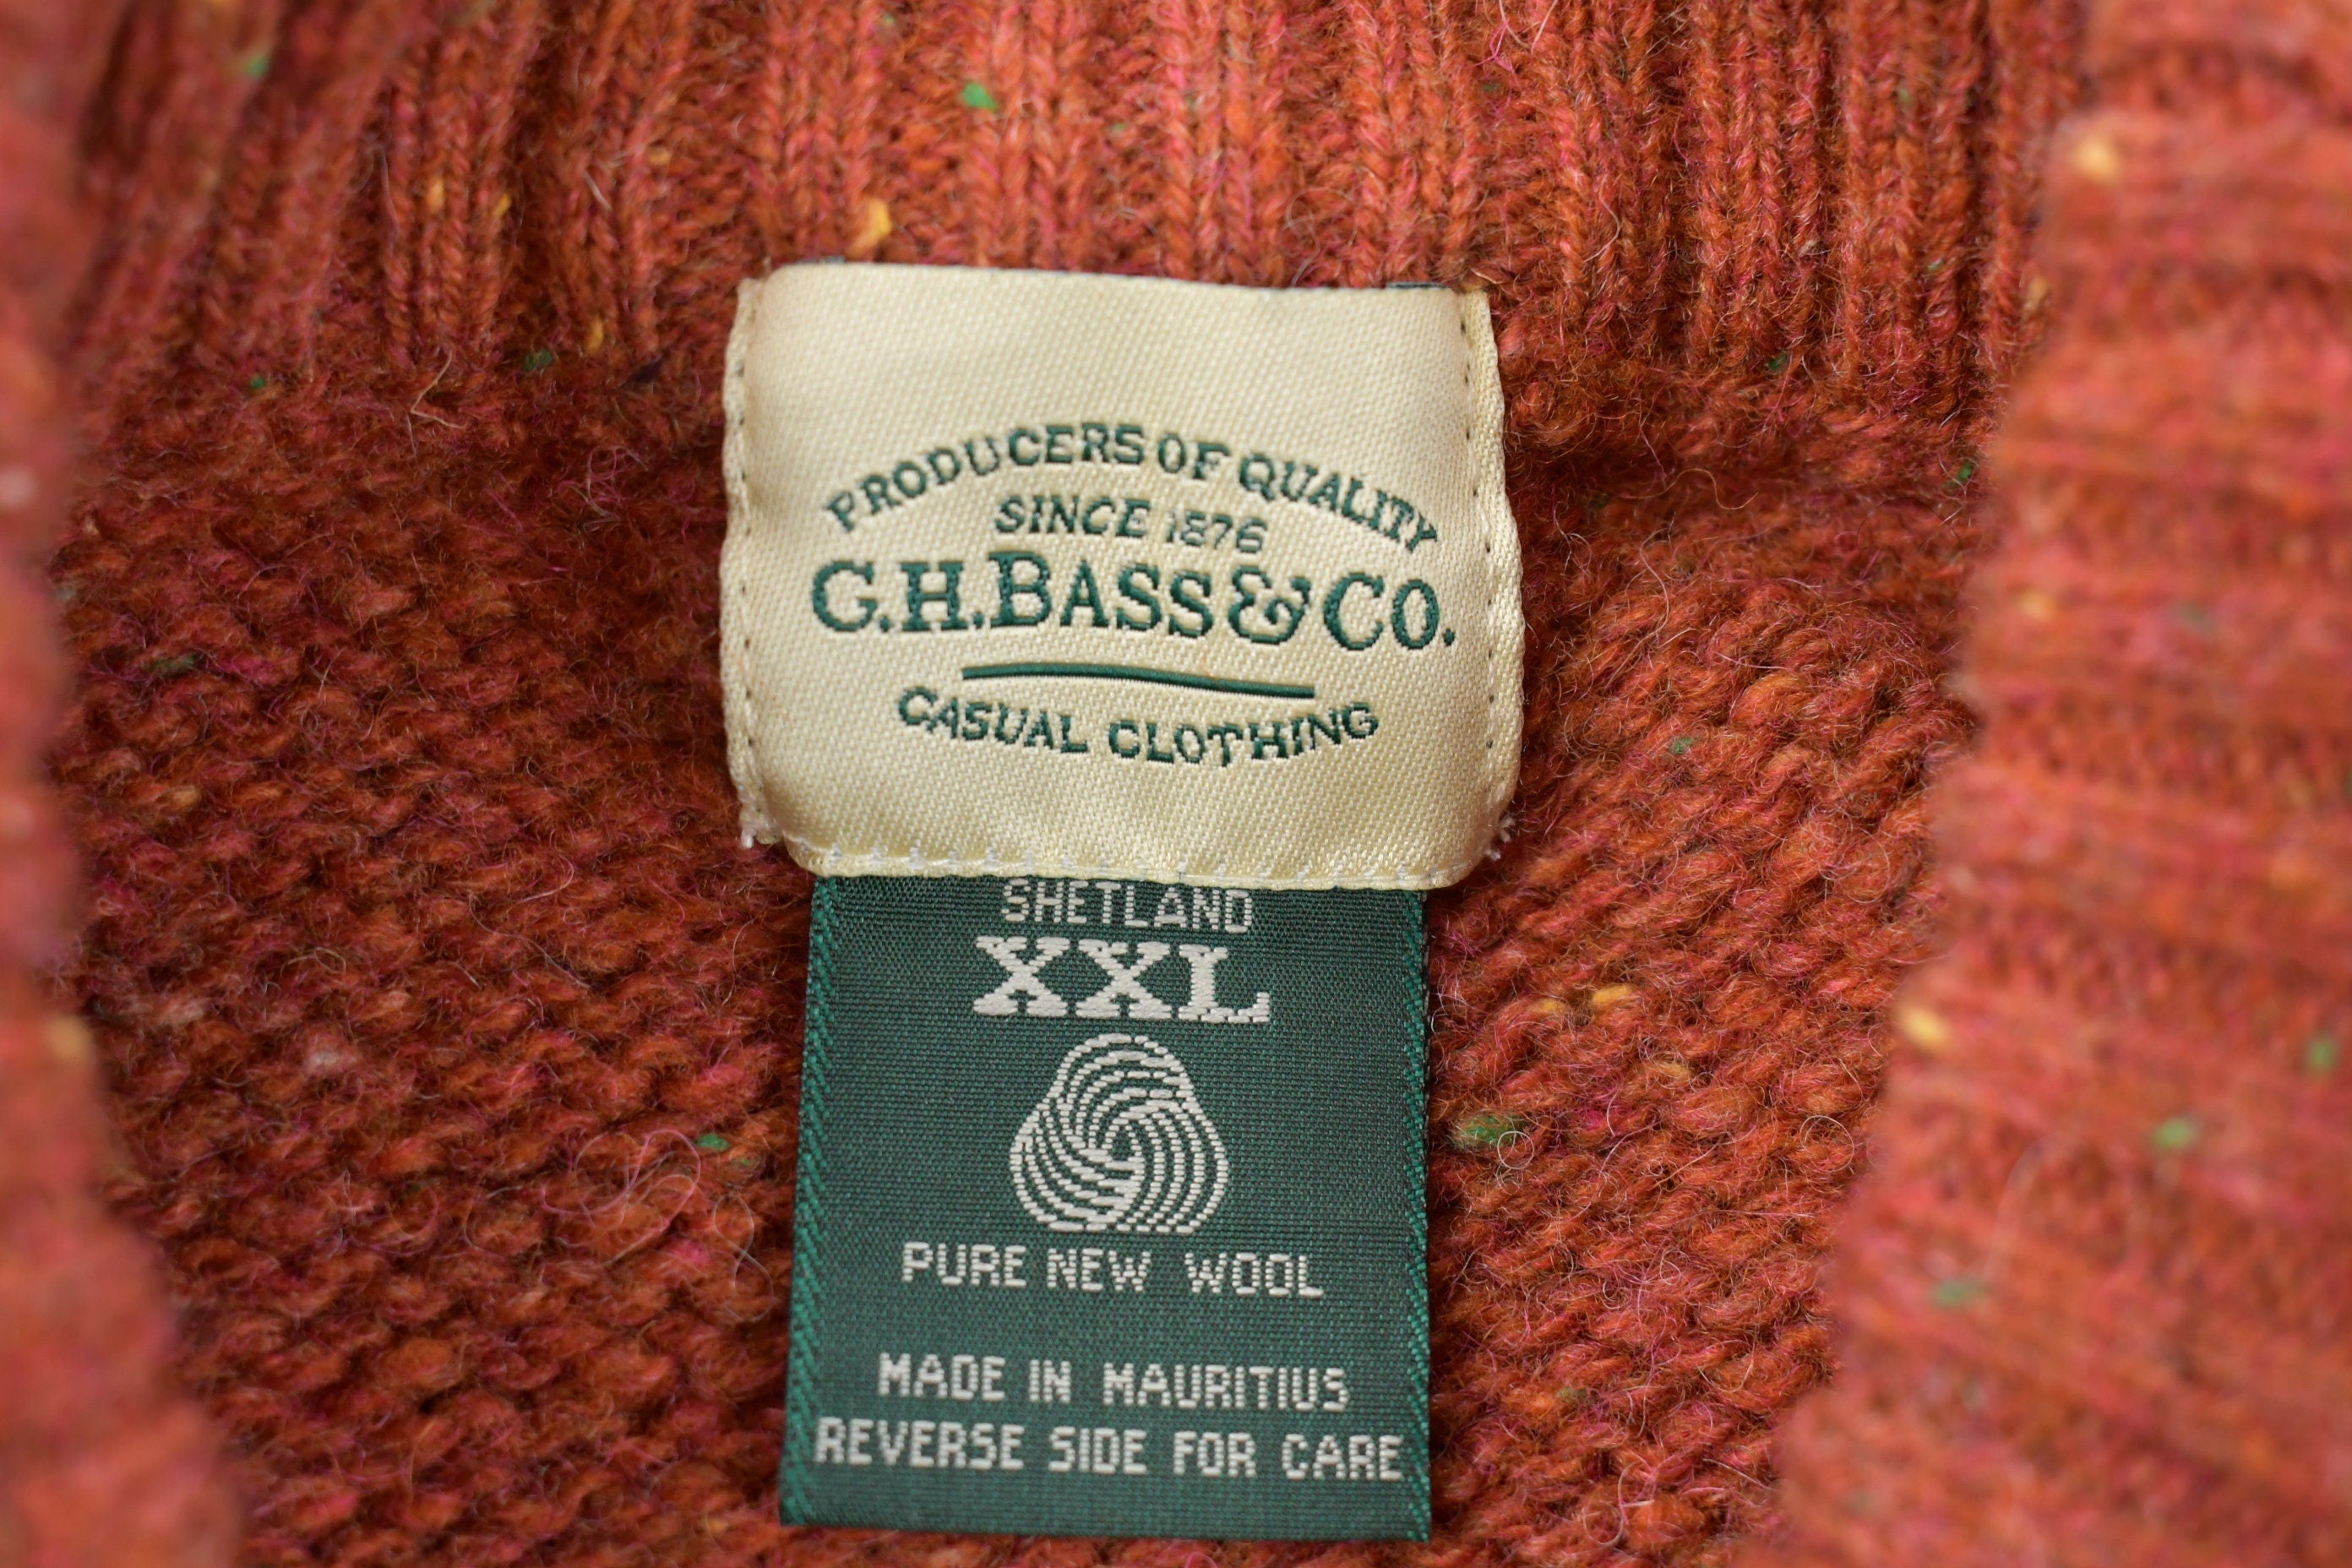 PRODUCERS OF QUALITY
SINCE 1876
G.H.BASS & CO.
CASUAL CLOTHING
SHETLAND
XXL
PURE NEW WOOL
MADE IN MAURITIUS
REVERSE SIDE FOR CARE